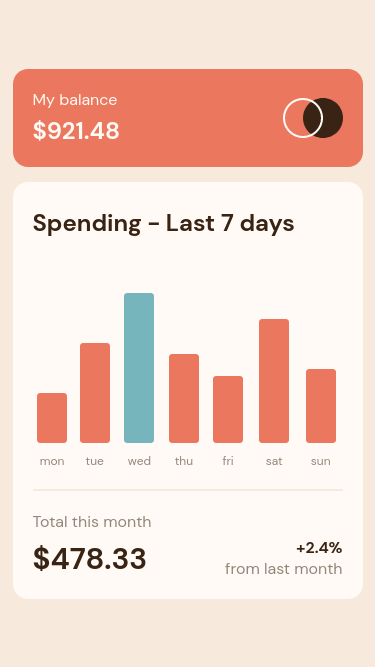 My balance
$921.48
Spending - Last 7 days
mon tue wed thu fri sat sun
Total this month
$478.33
+2.4%
from last month